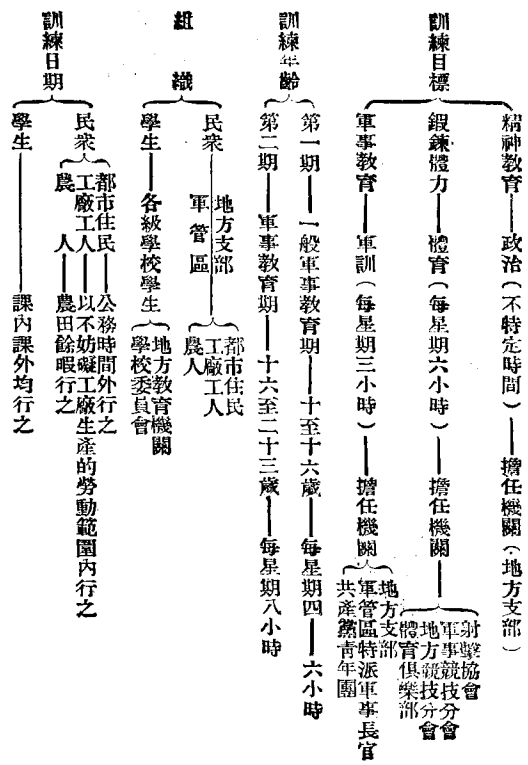 訓練目標
精神教育——政治(不特定時間)——擔任機關(地方支部)
鍛鍊體力——體育(每星期六小時)——擔任機關
射擊協會
軍事競技分會
地方競技分會
體育俱樂部
軍事教育——軍訓(每星期三小時)——擔任機關
地方支部
軍管區特派軍事長官
共產黨青年團
訓練年齡
第一期——一般軍事教育期——十至十六歲——每星期四——六小時
第二期——軍事教育期——十六至二十三歲——每星期八小時
組織
民衆
地方支部
軍管區
都市住民
工廠工人
農人
學生——各級學校學生
地方教育機關
學校委員會
訓練日期
民衆
都市住民——公務時間外行之
工廠工人——以不妨礙工廠生產的勞動範圍內行之
農人——農田餘暇行之
學生——課內課外均行之